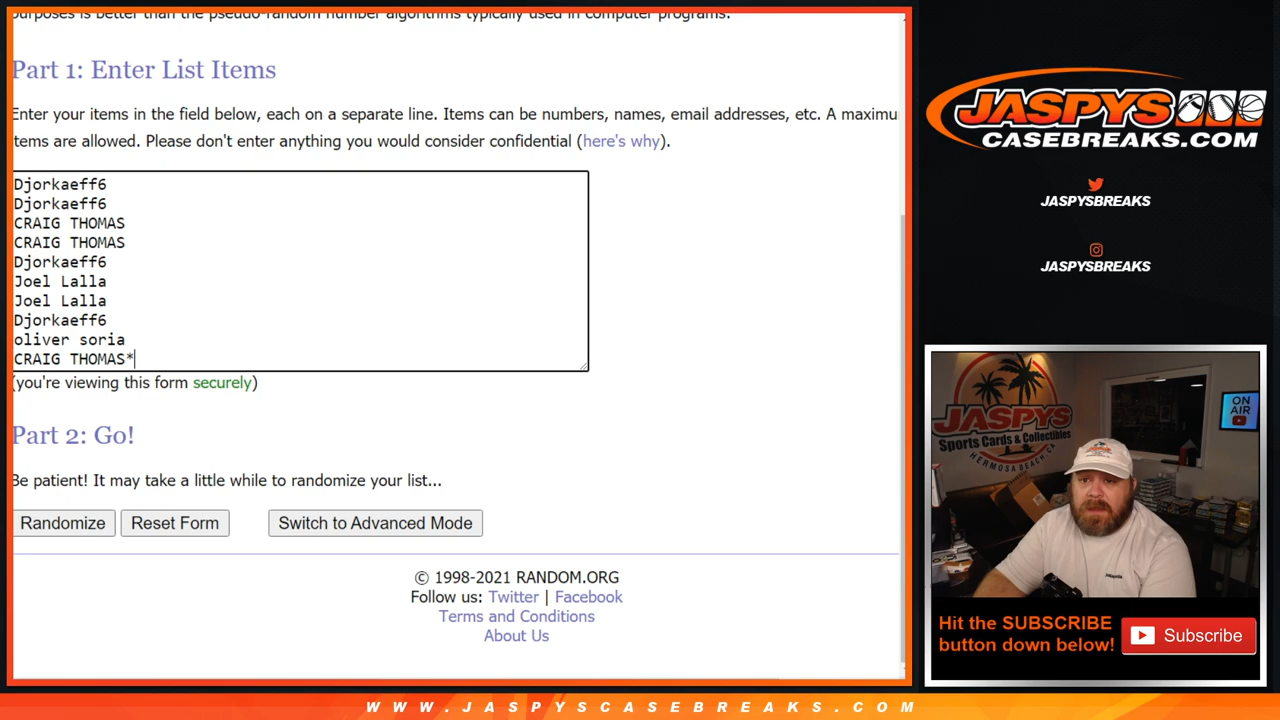 purposes is better than the pseudo-random number algorithms typically used in computer programs.
Part 1: Enter List Items
Enter your items in the field below, each on a separate line. Items can be numbers, names, email addresses, etc. A maximu
items are allowed. Please don't enter anything you would consider confidential (here's why).
Djorkaeff6
Djorkaeff6
CRAIG THOMAS
CRAIG THOMAS
Djorkaeff6
Joel Lalla
Joel Lalla
Djorkaeff6
oliver soria
CRAIG THOMAS*
(you're viewing this form securely)
Part 2: Go!
Be patient! It may take a little while to randomize your list...
Randomize
Reset Form
Switch to Advanced Mode
© 1998-2021 RANDOM.ORG
Follow us: Twitter | Facebook
Terms and Conditions
About Us
JASPYS
CASEBREAKS.COM
JASPYSBREAKS
JASPYSBREAKS
JASPYS
Sports Cards & Collectibles
HERMOSA BEACH, CA
ON
AIR
Hit the SUBSCRIBE
button down below!
Subscribe
WWW.JASPYSCASEBREAKS.COM